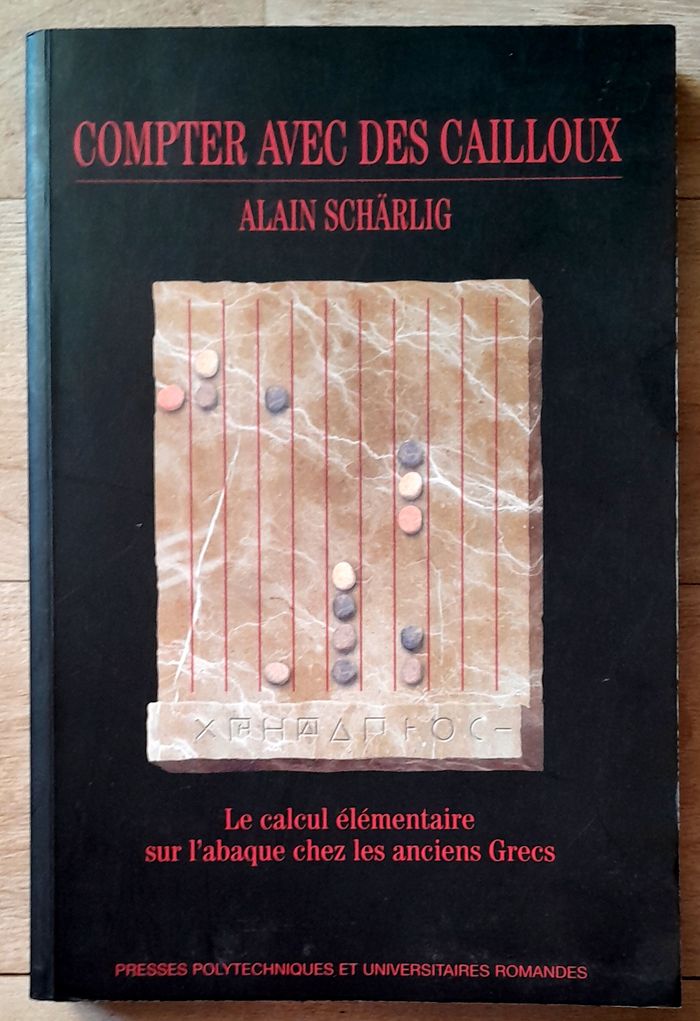 COMPTER AVEC DES CAILLOUX
ALAIN SCHÄRLIG
Le calcul élémentaire
sur l'abaque chez les anciens Grecs
PRESSES POLYTECHNIQUES ET UNIVERSITAIRES ROMANDES